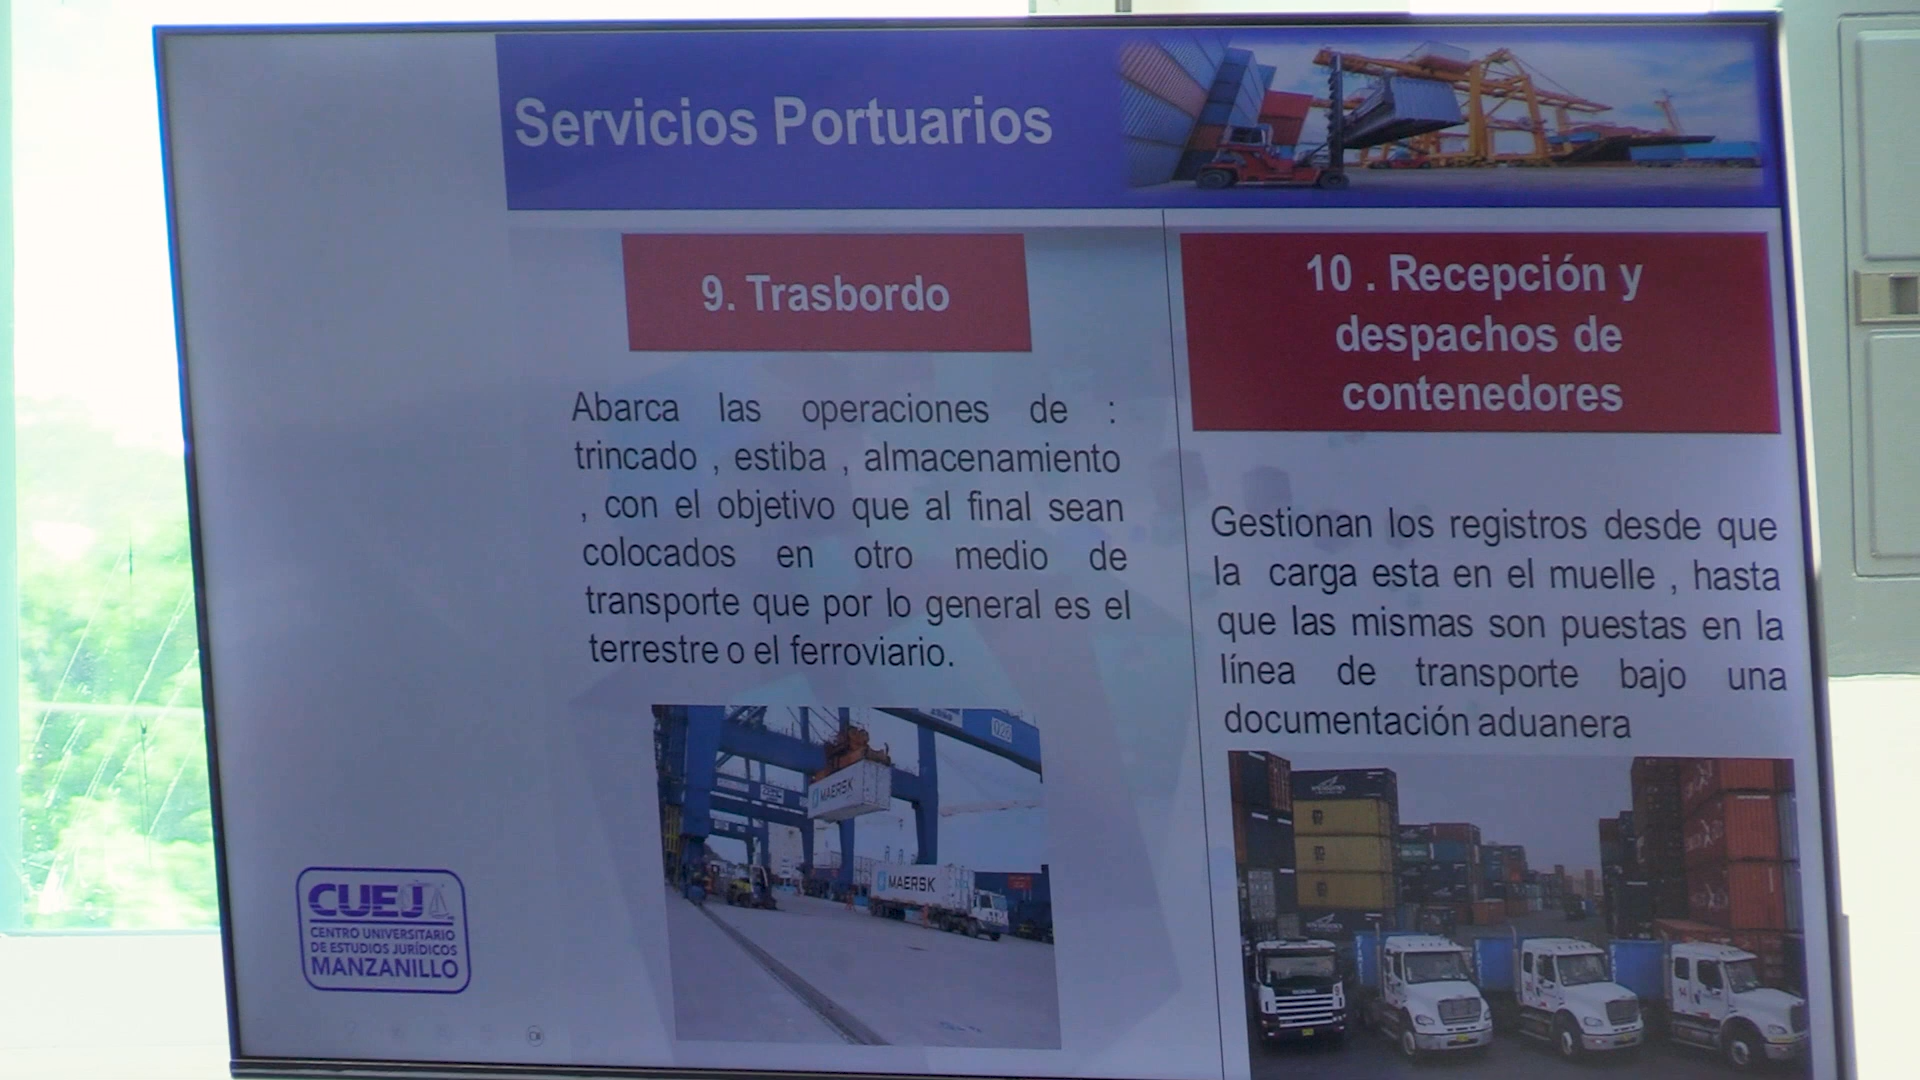 Servicios Portuarios
9. Trasbordo
Abarca las operaciones de :
trincado , estiba , almacenamiento
, con el objetivo que al final sean
colocados en otro medio de
transporte que por lo general es el
terrestre o el ferroviario.
MAERSK
MAERSK
10 . Recepción y
despachos de
contenedores
Gestionan los registros desde que
la carga esta en el muelle , hasta
que las mismas son puestas en la
línea de transporte bajo una
documentación aduanera
CUEJ
CENTRO UNIVERSITARIO
DE ESTUDIOS JURÍDICOS
MANZANILLO